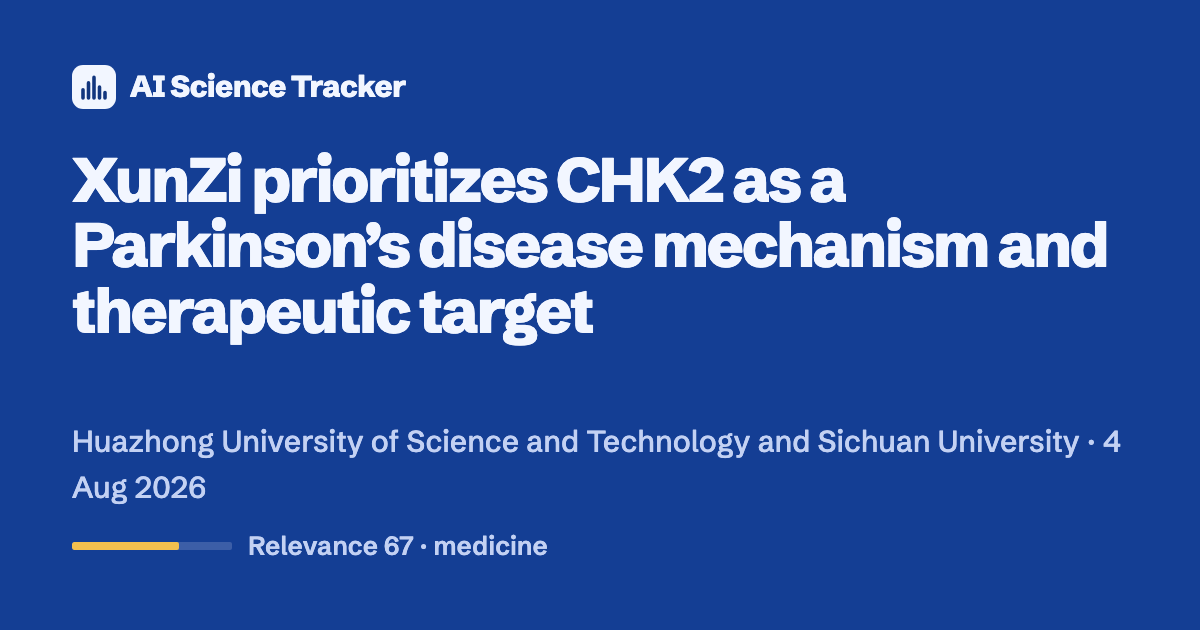 AI Science Tracker
XunZi prioritizes CHK2 as a
Parkinson’s disease mechanism and
therapeutic target
Huazhong University of Science and Technology and Sichuan University · 4
Aug 2026
Relevance 67 · medicine